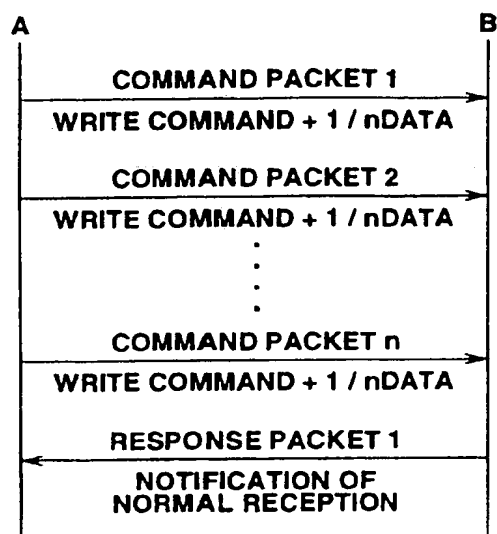 A B
COMMAND PACKET 1
WRITE COMMAND + 1 / nDATA
COMMAND PACKET 2
WRITE COMMAND + 1 / nDATA
COMMAND PACKET n
WRITE COMMAND + 1 / nDATA
RESPONSE PACKET 1
NOTIFICATION OF
NORMAL RECEPTION